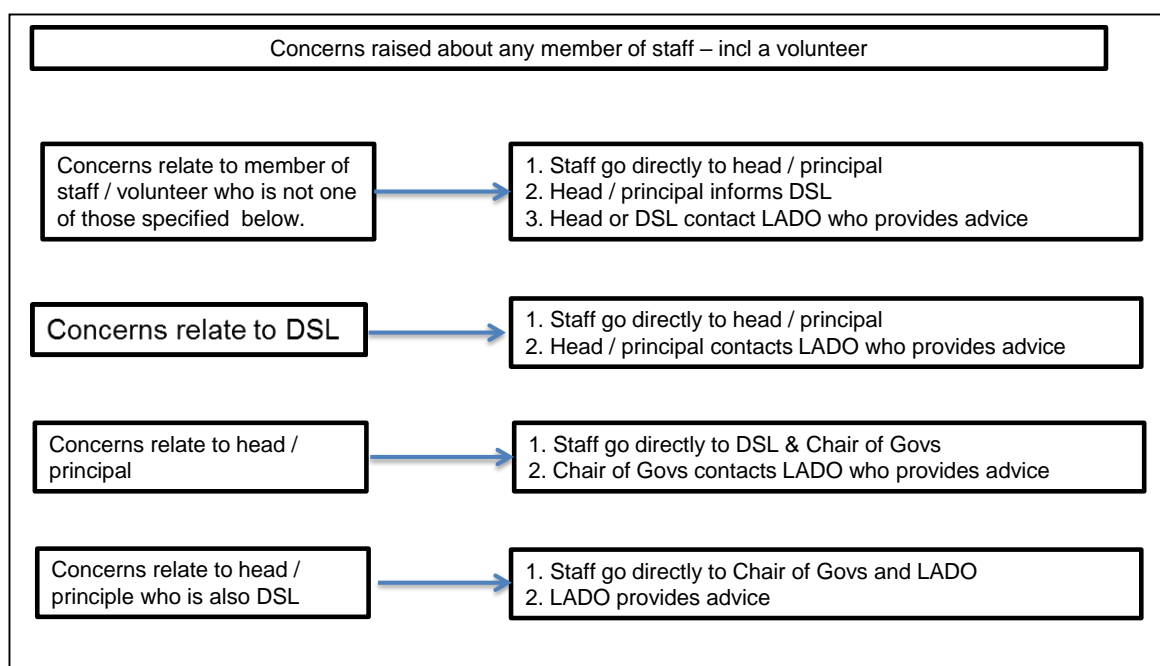 Concerns raised about any member of staff – incl a volunteer
Concerns relate to member of
staff / volunteer who is not one
of those specified below.
1. Staff go directly to head / principal
2. Head / principal informs DSL
3. Head or DSL contact LADO who provides advice
Concerns relate to DSL
1. Staff go directly to head / principal
2. Head / principal contacts LADO who provides advice
Concerns relate to head /
principal
1. Staff go directly to DSL & Chair of Govs
2. Chair of Govs contacts LADO who provides advice
Concerns relate to head /
principle who is also DSL
1. Staff go directly to Chair of Govs and LADO
2. LADO provides advice